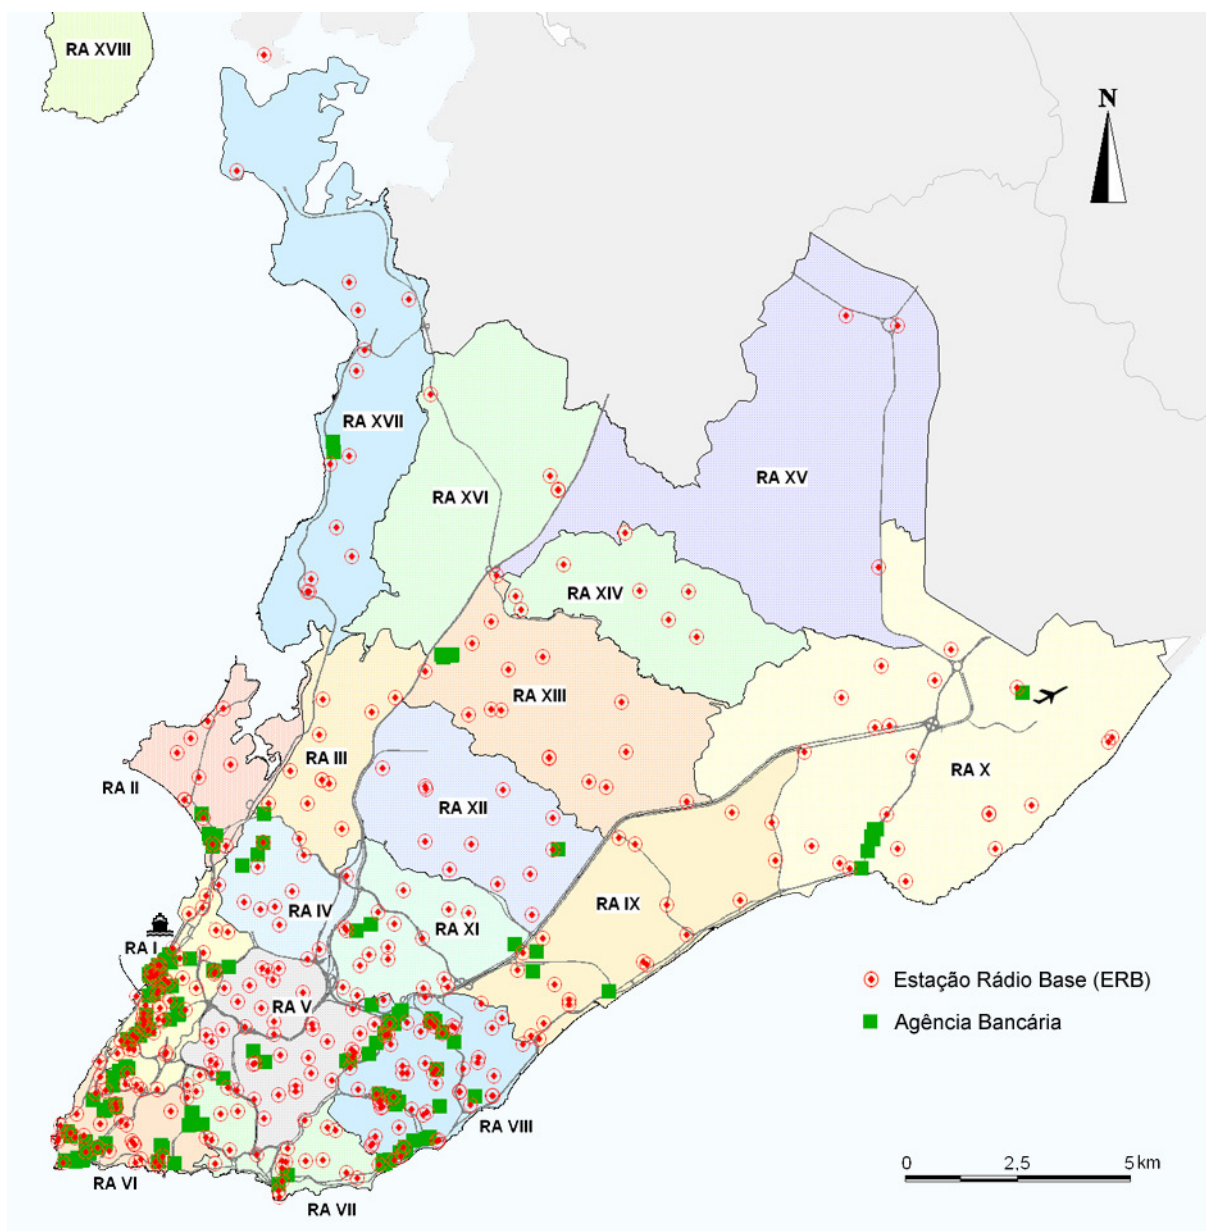 RA XVIII
N
RA XVII
RA XVI
RA XV
RA XIV
RA XIII
RA III
RA II
RA XII
RA X
RA IX
RA IV
RA XI
RA I
RA V
Estação Rádio Base (ERB)
Agência Bancária
RA VIII
RA VI
RA VII
0 2,5 5 km